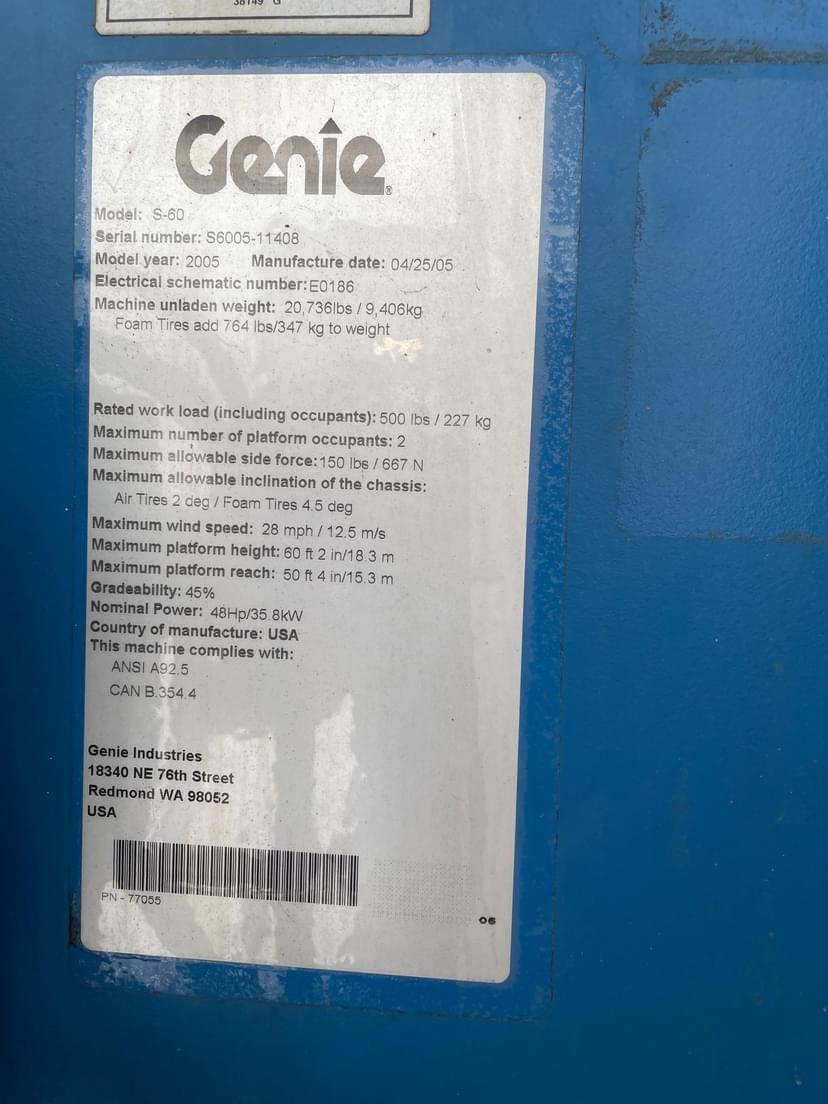 38149 G
Genie®
Model: S-60
Serial number: S6005-11408
Model year: 2005 Manufacture date: 04/25/05
Electrical schematic number:E0186
Machine unladen weight: 20,736lbs / 9,406kg
Foam Tires add 764 lbs/347 kg to weight
Rated work load (including occupants): 500 lbs / 227 kg
Maximum number of platform occupants: 2
Maximum allowable side force:150 lbs / 667 N
Maximum allowable inclination of the chassis:
Air Tires 2 deg / Foam Tires 4.5 deg
Maximum wind speed: 28 mph / 12.5 m/s
Maximum platform height: 60 ft 2 in/18.3 m
Maximum platform reach: 50 ft 4 in/15.3 m
Gradeability: 45%
Nominal Power: 48Hp/35.8kW
Country of manufacture: USA
This machine complies with:
ANSI A92.5
CAN B.354.4
Genie Industries
18340 NE 76th Street
Redmond WA 98052
USA
PN - 77055
06